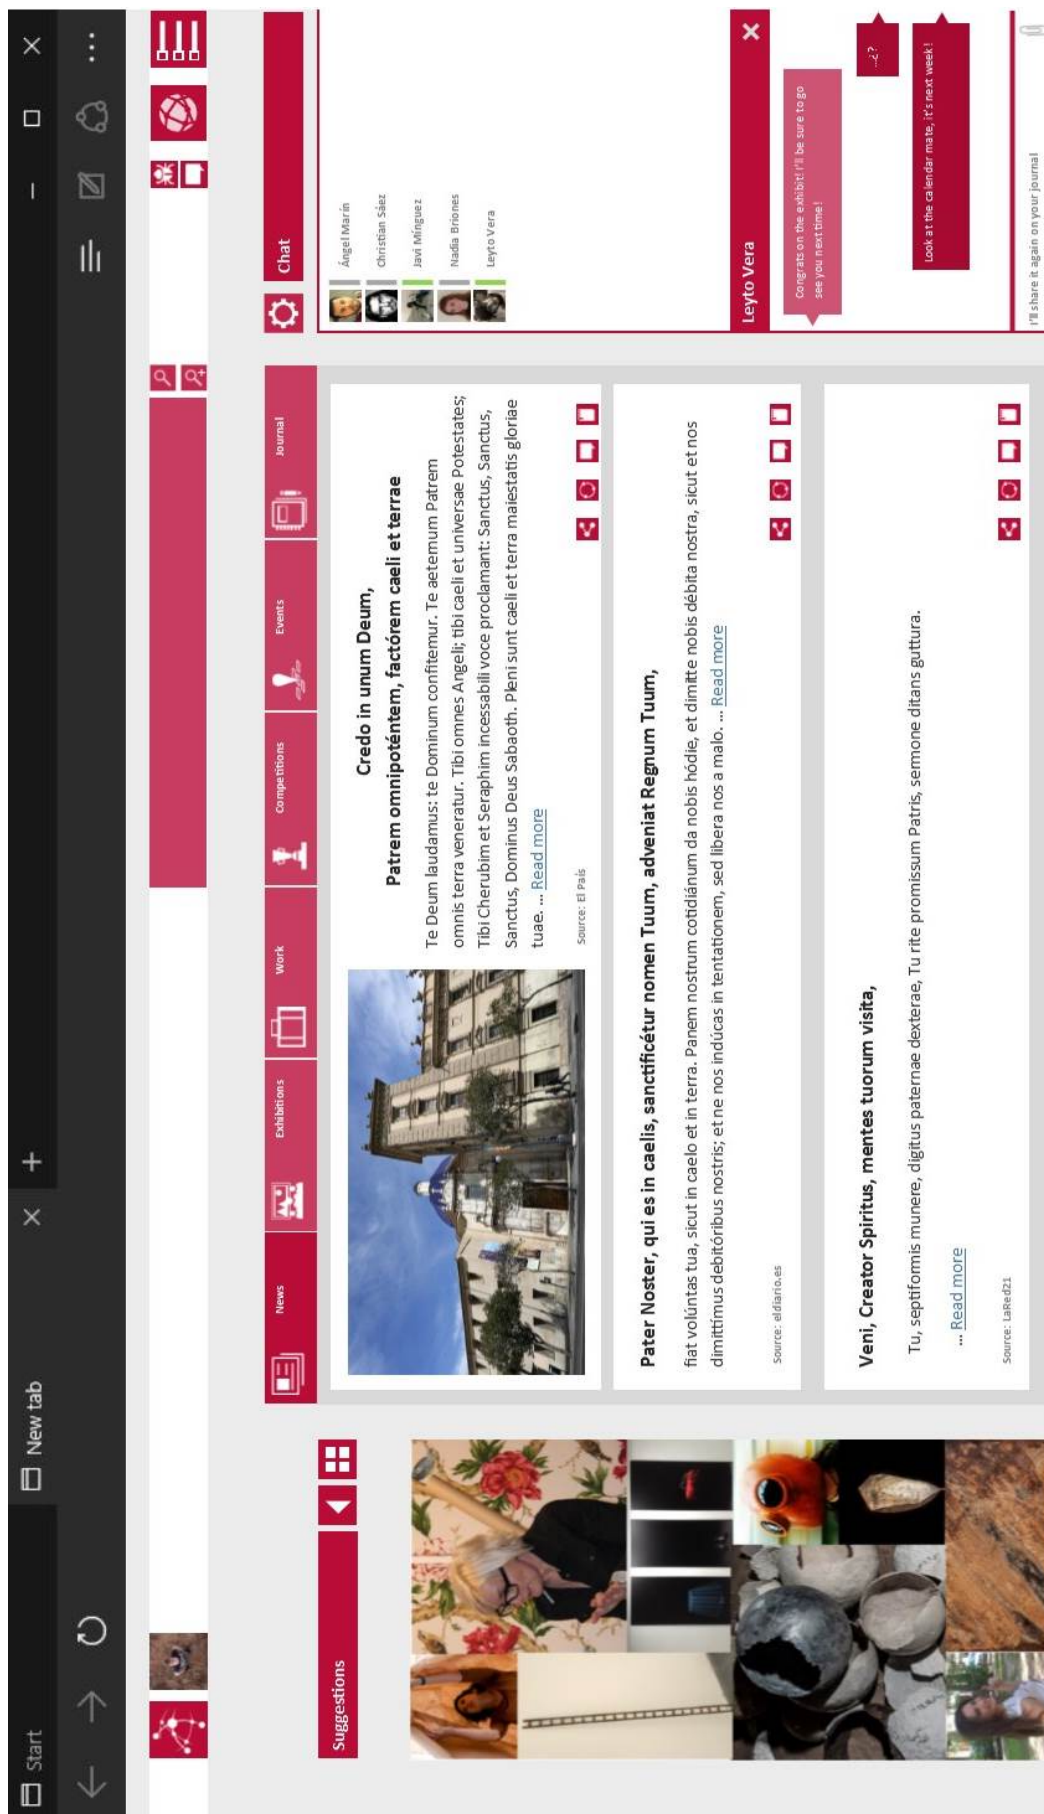 Start
New tab
News
Exhibitions
Work
Competitions
Events
Journal
Chat
Suggestions
Credo in unum Deum,
Patrem omnipoténtem, factórem caeli et terrae
Te Deum laudamus: te Dominum confitemur. Te aeternum Patrem
omnis terra veneratur. Tibi omnes Angeli; tibi caeli et universae Potestates;
Tibi Cherubim et Seraphim incessabili voce proclamant: Sanctus, Sanctus,
Sanctus, Dominus Deus Sabaoth. Pleni sunt caeli et terra maiestatis gloriae
tuae. ... Read more
Source: El País
Pater Noster, qui es in caelis, sanctificétur nomen Tuum, adveniat Regnum Tuum,
fiat volúntas tua, sicut in caelo et in terra. Panem nostrum cotidiánum da nobis hódie, et dimitte nobis débita nostra, sicut et nos
dimittímus debitóribus nostris; et ne nos indúcas in tentationem, sed libera nos a malo. ... Read more
Source: eldiario.es
Veni, Creator Spiritus, mentes tuorum visita,
Tu, septiformis munere, digitus paternae dexterae, Tu rite promissum Patris, sermone ditans guttura.
... Read more
Source: LaRed21
Ángel Marín
Christian Sáez
Javi Mínguez
Nadia Briones
Leyto Vera
Leyto Vera
Congrats on the exhibit! I'll be sure to go
see you next time!
...¿?
Look at the calendar mate, it's next week!
I'll share it again on your journal